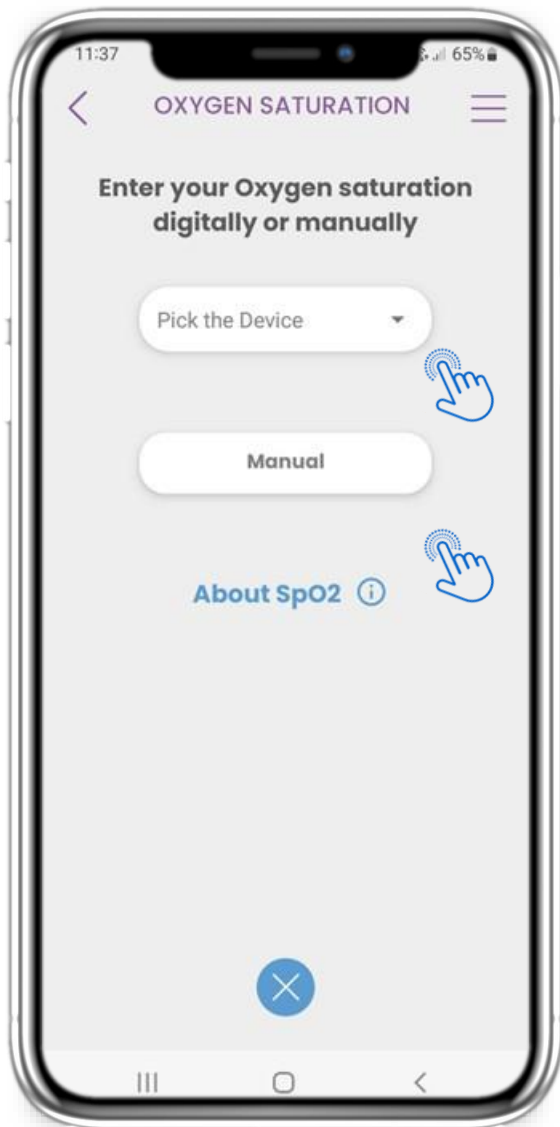 11:37
65%
OXYGEN SATURATION
Enter your Oxygen saturation
digitally or manually
Pick the Device
Manual
About SpO2